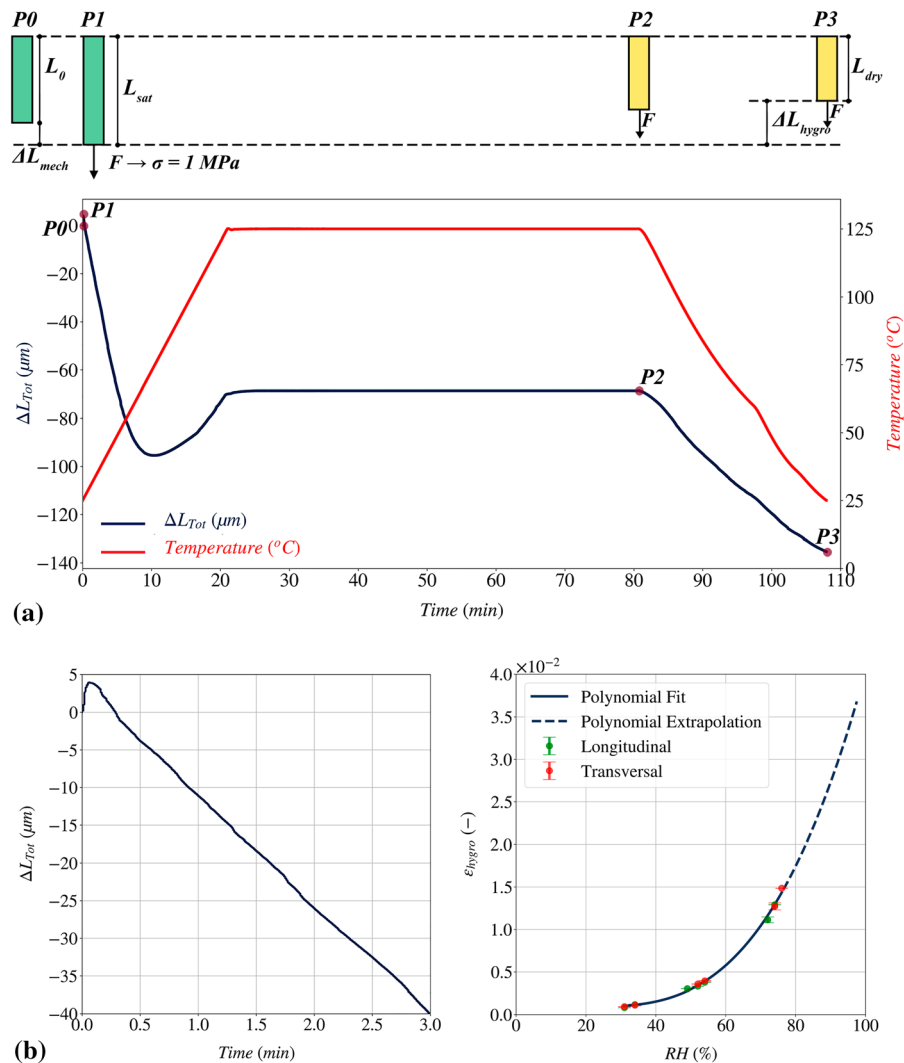 P0 P1 P2 P3
L0
Lsat
Ldry
F
F
ΔLhygro
ΔLmech
F → σ = 1 MPa
P1
P0
P2
P3
0
−20
−40
−60
−80
−100
−120
−140
ΔLTot (μm)
125
100
75
50
25
0
Temperature (°C)
ΔLTot (μm)
Temperature (°C)
0 10 20 30 40 50 60 70 80 90 100 110
Time (min)
(a)
5
0
−5
−10
−15
−20
−25
−30
−35
−40
ΔLTot (μm)
0.0 0.5 1.0 1.5 2.0 2.5 3.0
Time (min)
×10−2
4.0
3.5
3.0
2.5
2.0
1.5
1.0
0.5
0.0
εhygro (−)
Polynomial Fit
Polynomial Extrapolation
Longitudinal
Transversal
0 20 40 60 80 100
RH (%)
(b)